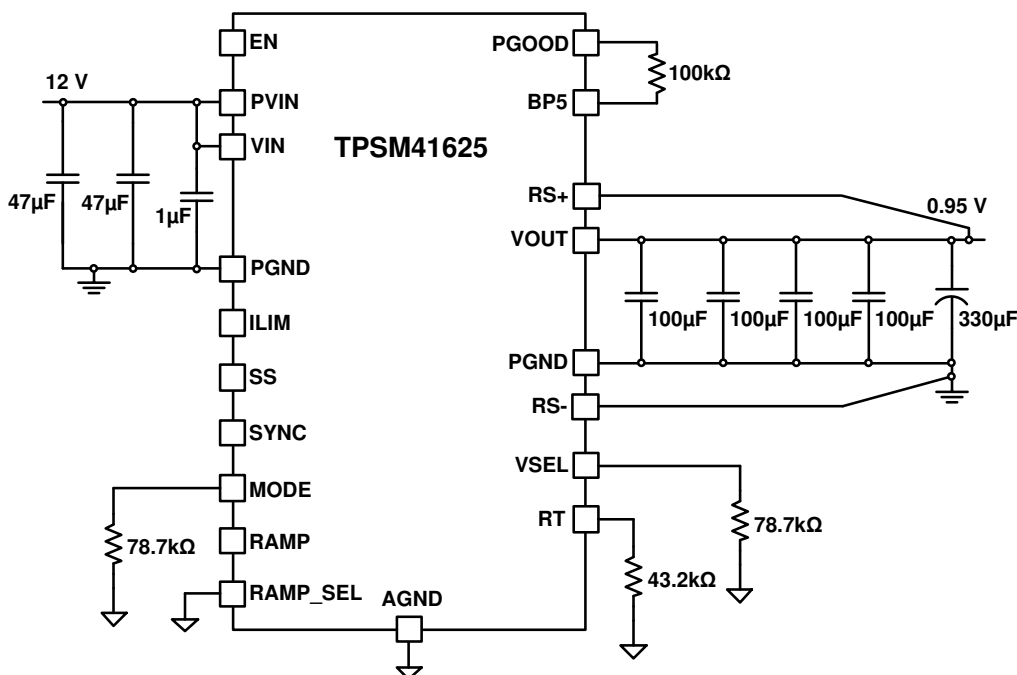 EN
PGOOD
100kΩ
12 V
PVIN
BP5
VIN
TPSM41625
47µF
47µF
1µF
RS+
0.95 V
VOUT
PGND
100µF
100µF
100µF
100µF
330µF
ILIM
PGND
SS
RS-
SYNC
VSEL
MODE
RT
78.7kΩ
78.7kΩ
RAMP
43.2kΩ
RAMP_SEL
AGND